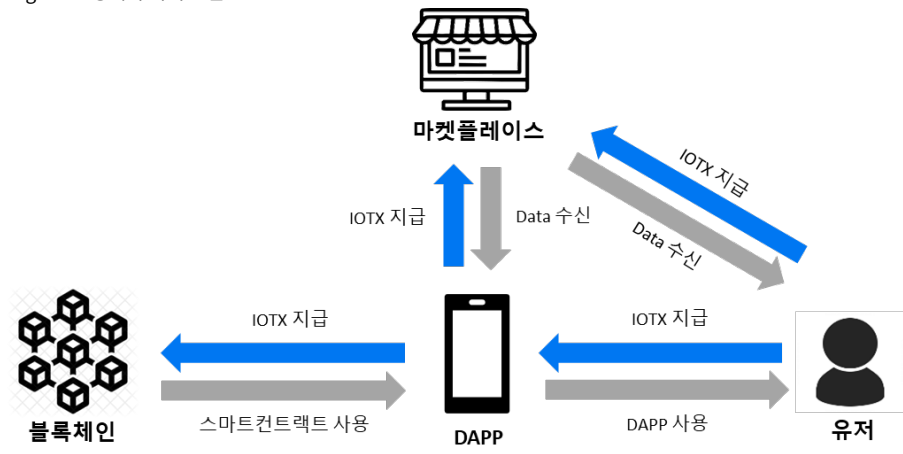 마켓플레이스
IOTX 지급
IOTX 지급
Data 수신
Data 수신
IOTX 지급
IOTX 지급
스마트컨트랙트 사용
DAPP 사용
블록체인
DAPP
유저